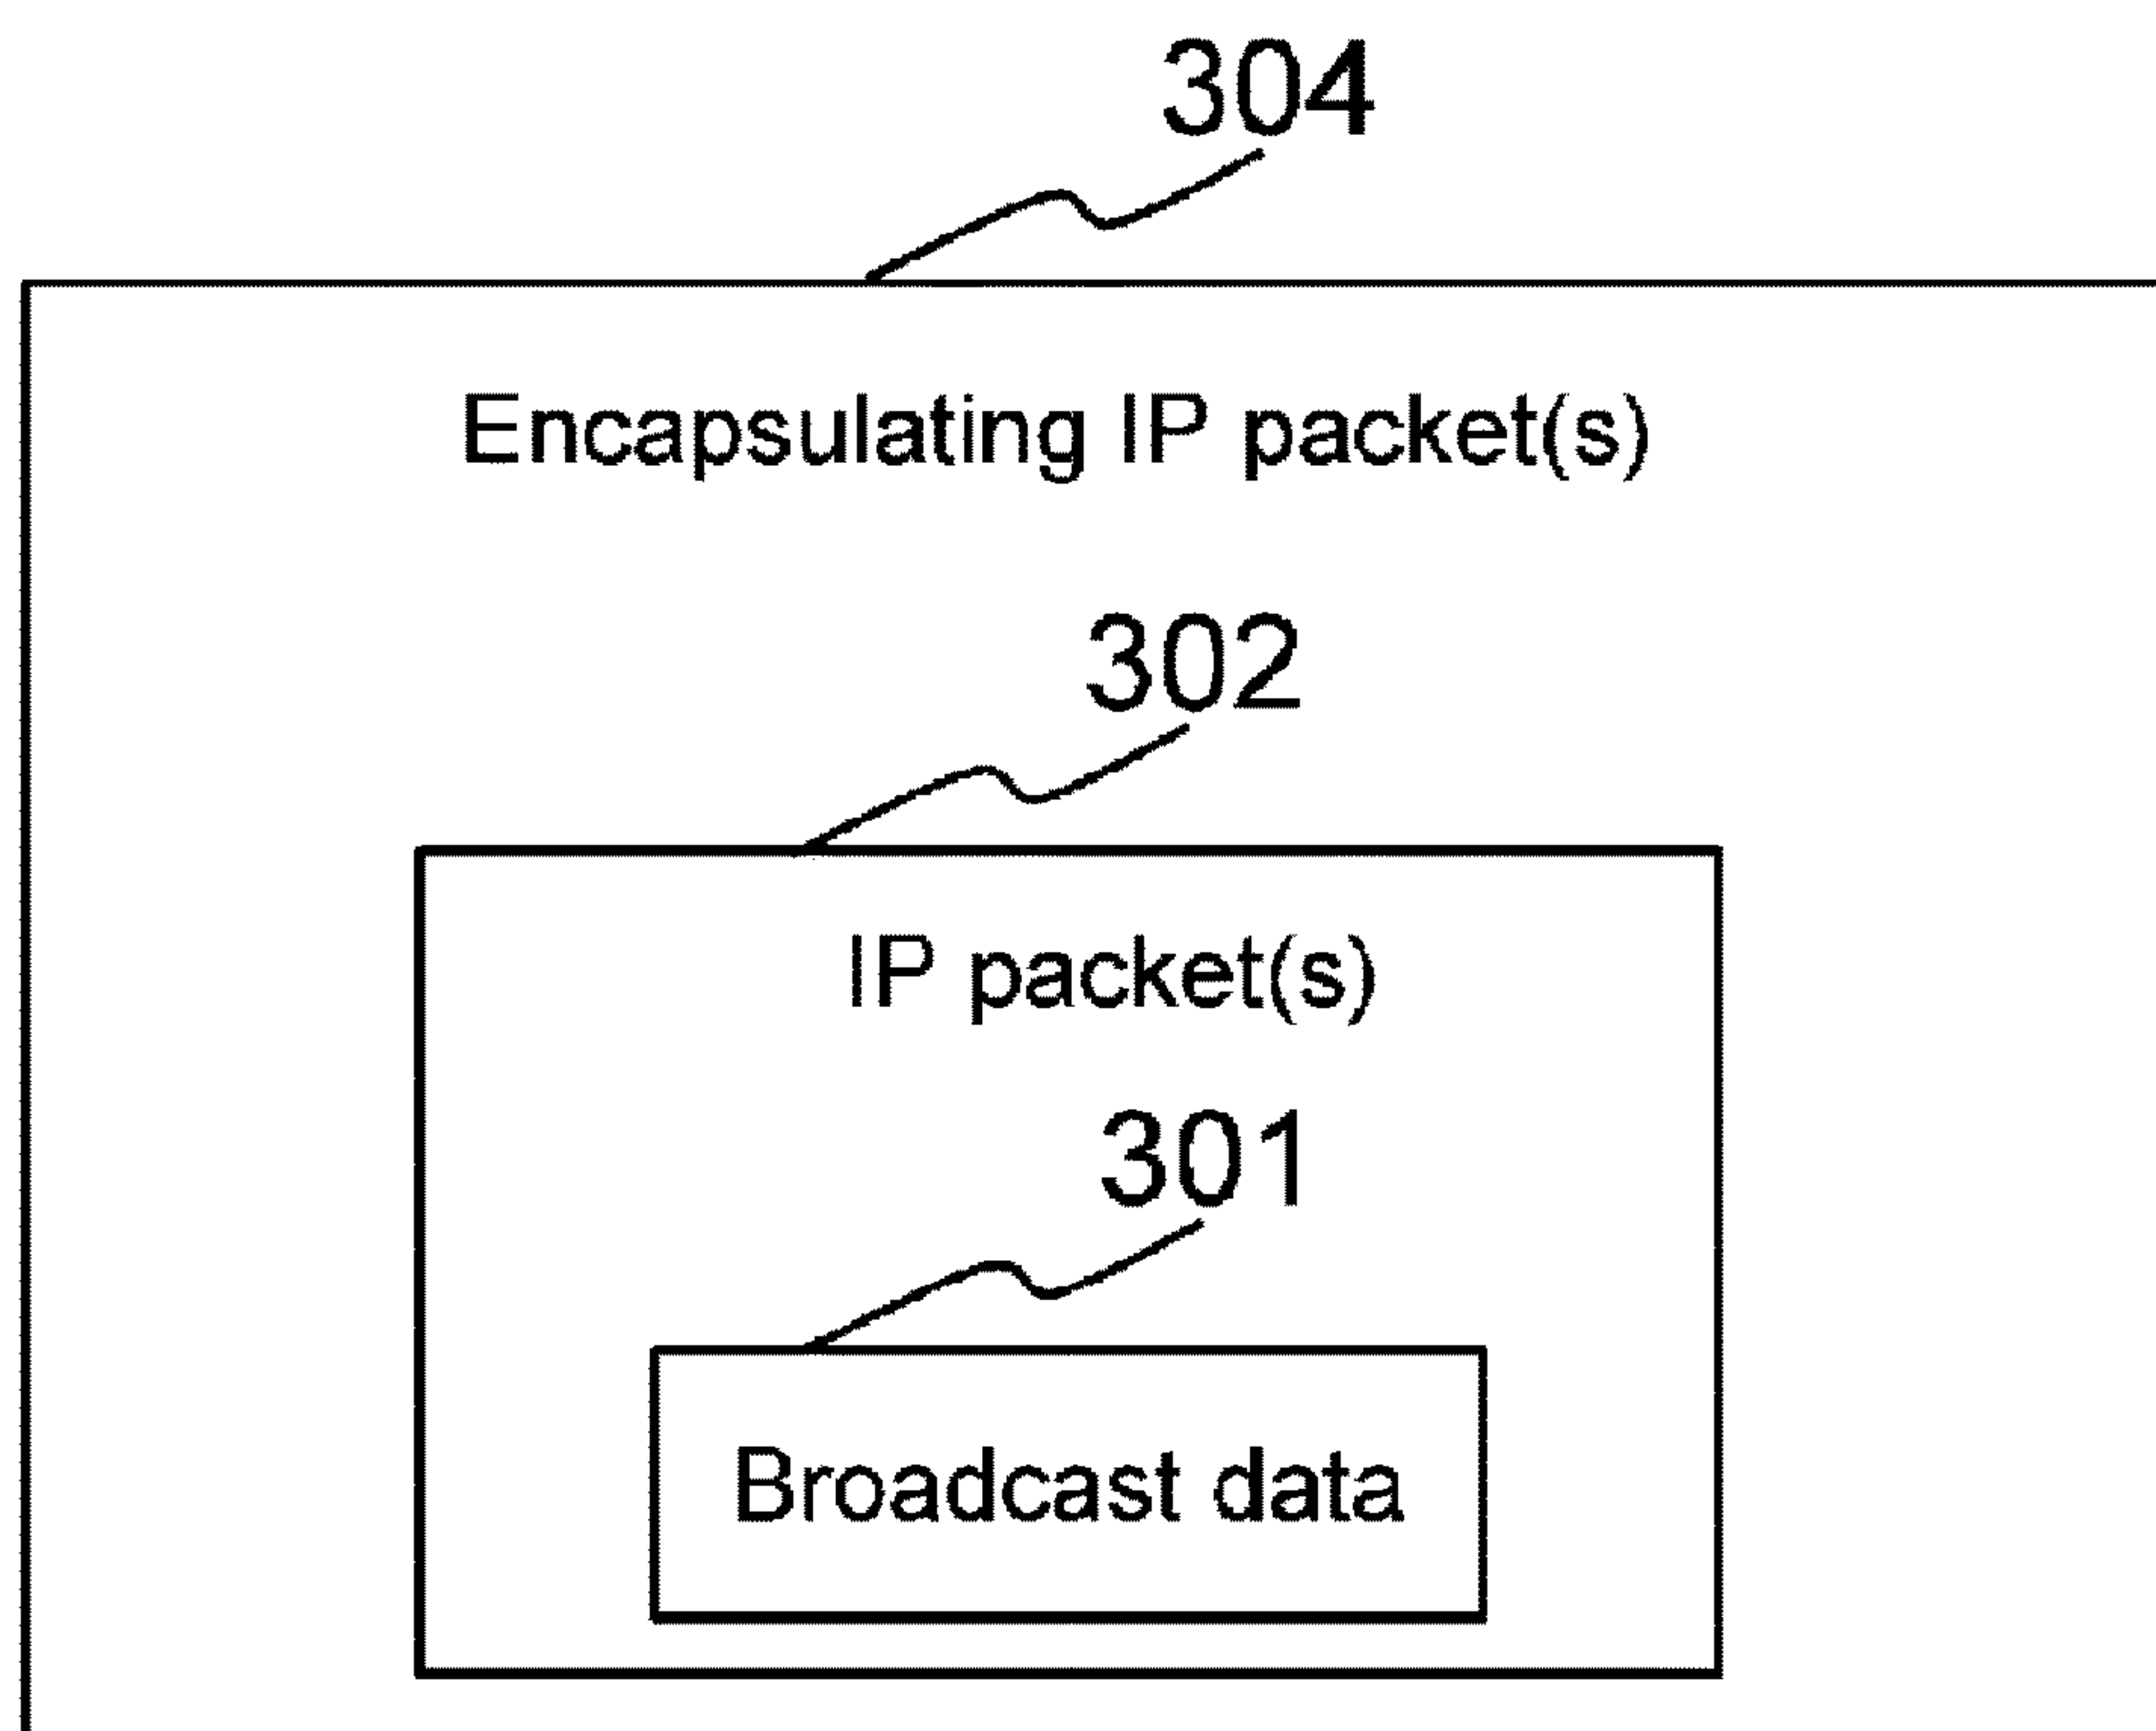 304
Encapsulating IP packet(s)
302
IP packet(s)
301
Broadcast data